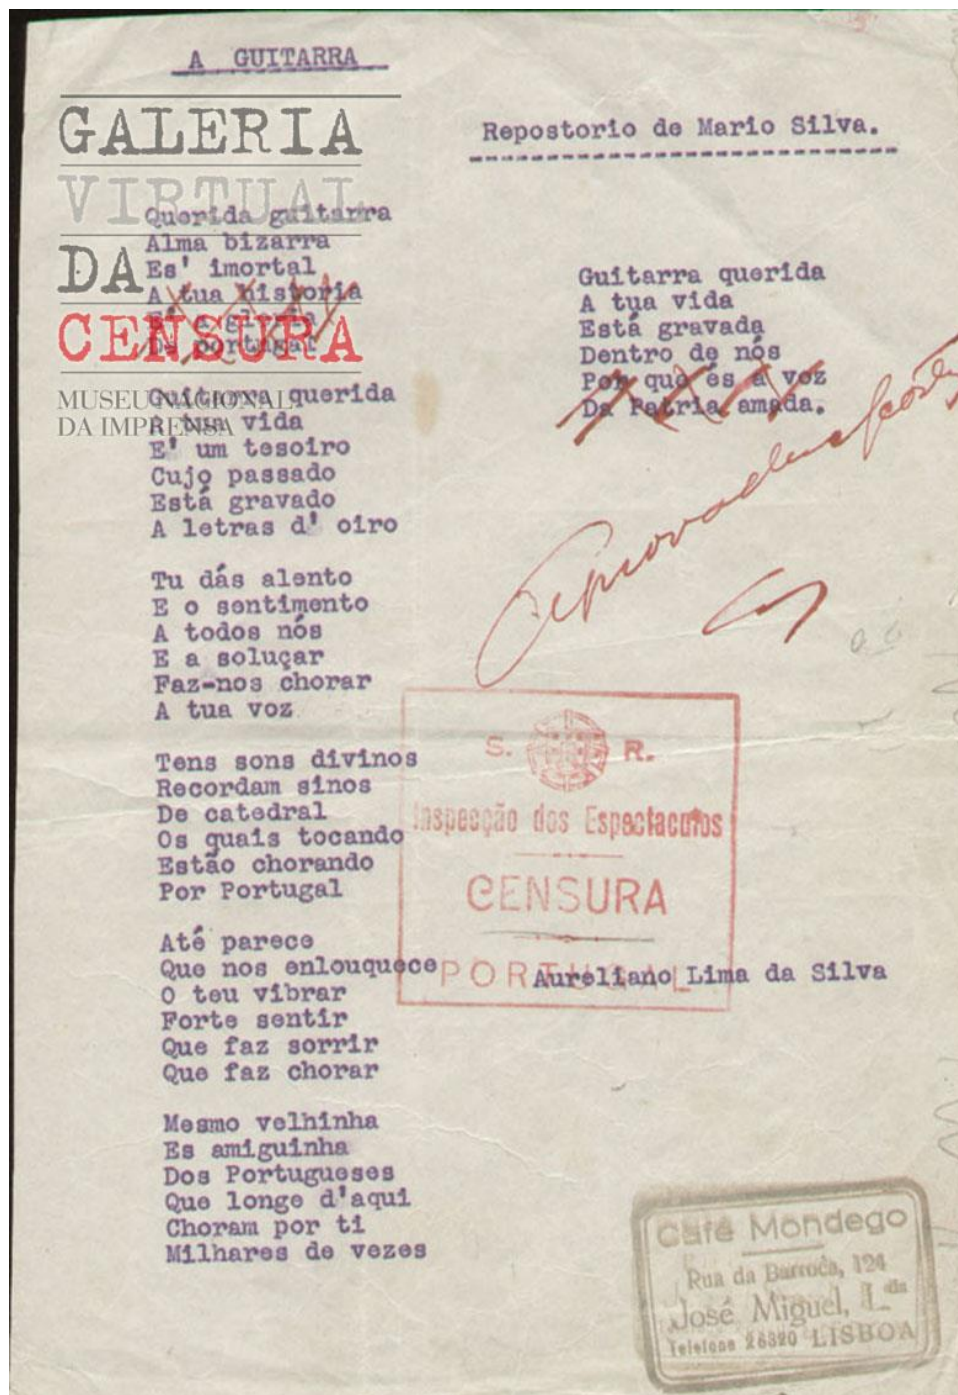 A GUITARRA
GALERIA
VIRTUAL
DA
CENSURA
MUSEU NACIONAL
DA IMPRENSA
Repostorio de Mario Silva.
Querida guitarra
Alma bizarra
Es' imortal
A tua historia
E' a gloria
De portugal
Guitarra querida
A tua vida
E' um tesoiro
Cujo passado
Está gravado
A letras d' oiro
Tu dás alento
E o sentimento
A todos nós
E a soluçar
Faz-nos chorar
A tua voz
Tens sons divinos
Recordam sinos
De catedral
Os quais tocando
Estão chorando
Por Portugal
Até parece
Que nos enlouquece
O teu vibrar
Forte sentir
Que faz sorrir
Que faz chorar
Mesmo velhinha
Es amiguinha
Dos Portugueses
Que longe d'aqui
Choram por ti
Milhares de vezes
Guitarra querida
A tua vida
Está gravada
Dentro de nós
Por que és a voz
Da Patria amada.
S. R.
Inspecção dos Espectaculos
CENSURA
PORTUGAL
Aureliano Lima da Silva
Café Mondego
Rua da Barroca, 124
José Miguel, L.da
Telefone 26320 LISBOA